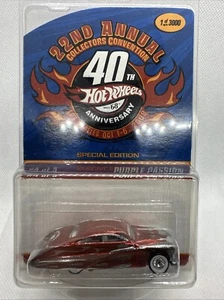 22ND ANNUAL
COLLECTORS CONVENTION
1 of 3000
40TH
Hot Wheels
ANNIVERSARY
SPECIAL EDITION
PURPLE PASSION